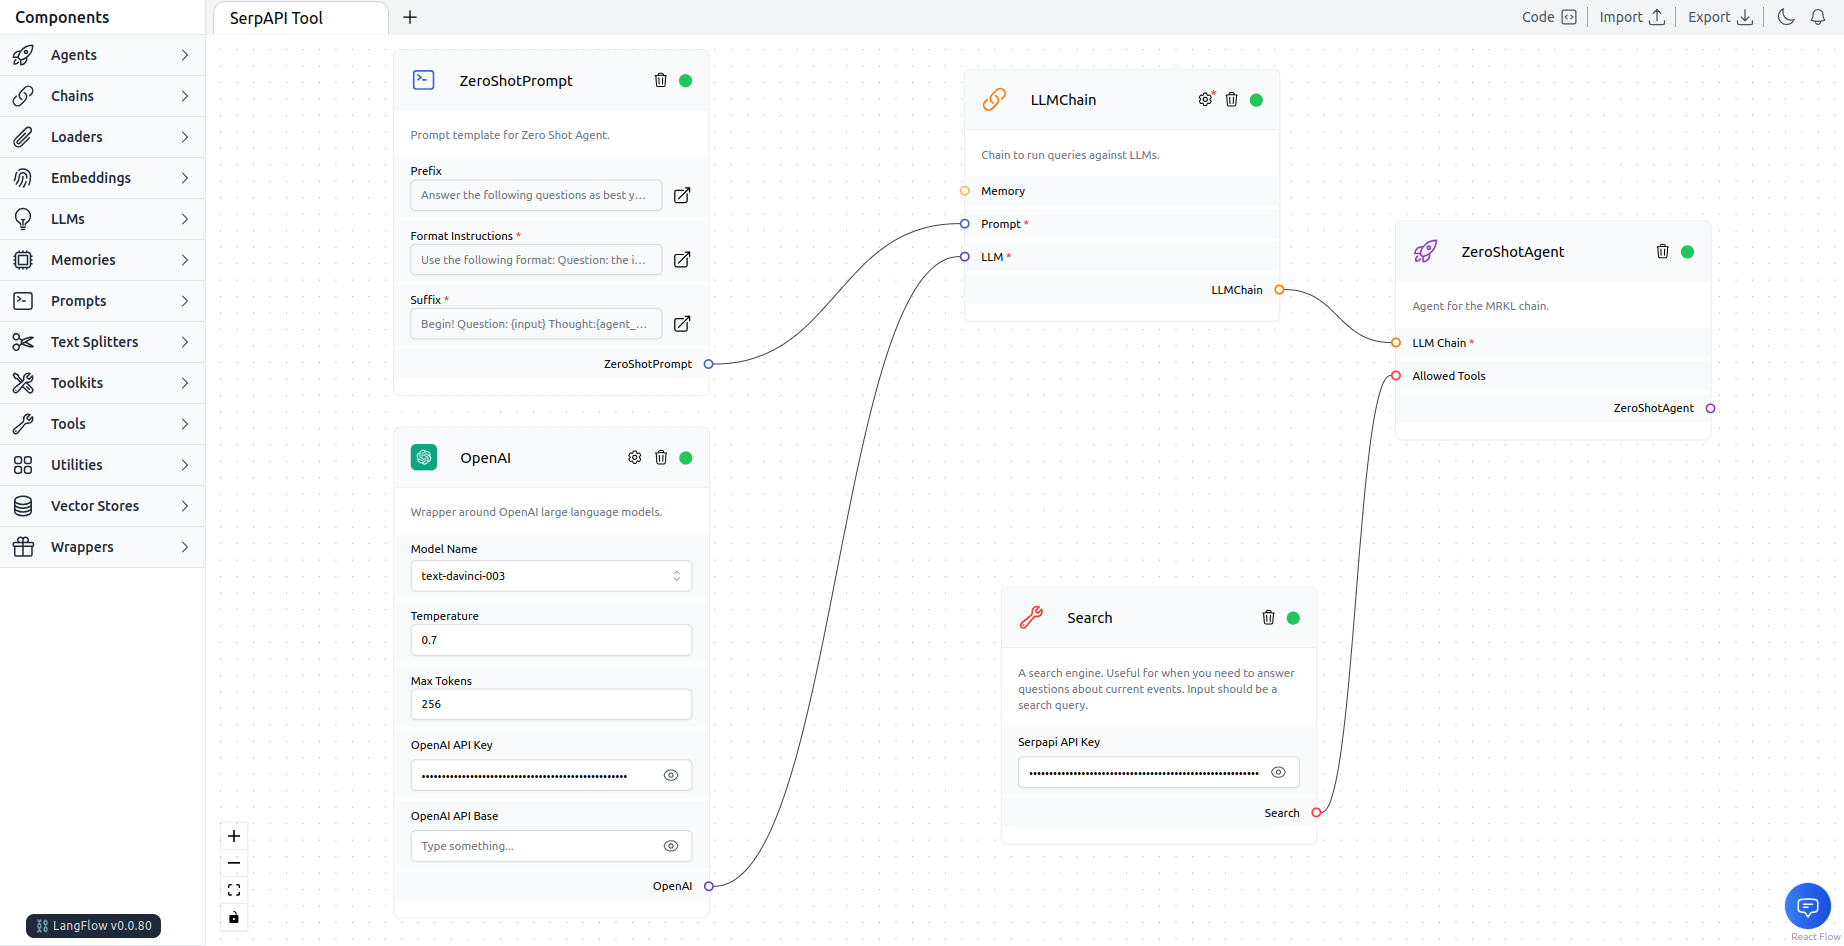 Components
SerpAPI Tool
Code
Import
Export
Agents
Chains
Loaders
Embeddings
LLMs
Memories
Prompts
Text Splitters
Toolkits
Tools
Utilities
Vector Stores
Wrappers
LangFlow v0.0.80
ZeroShotPrompt
Prompt template for Zero Shot Agent.
Prefix
Answer the following questions as best y...
Format Instructions *
Use the following format: Question: the i...
Suffix *
Begin! Question: {input} Thought:{agent_...
ZeroShotPrompt
OpenAI
Wrapper around OpenAI large language models.
Model Name
text-davinci-003
Temperature
0.7
Max Tokens
256
OpenAI API Key
OpenAI API Base
Type something...
OpenAI
LLMChain
Chain to run queries against LLMs.
Memory
Prompt *
LLM *
LLMChain
Search
A search engine. Useful for when you need to answer
questions about current events. Input should be a
search query.
Serpapi API Key
Search
ZeroShotAgent
Agent for the MRKL chain.
LLM Chain *
Allowed Tools
ZeroShotAgent
React Flow